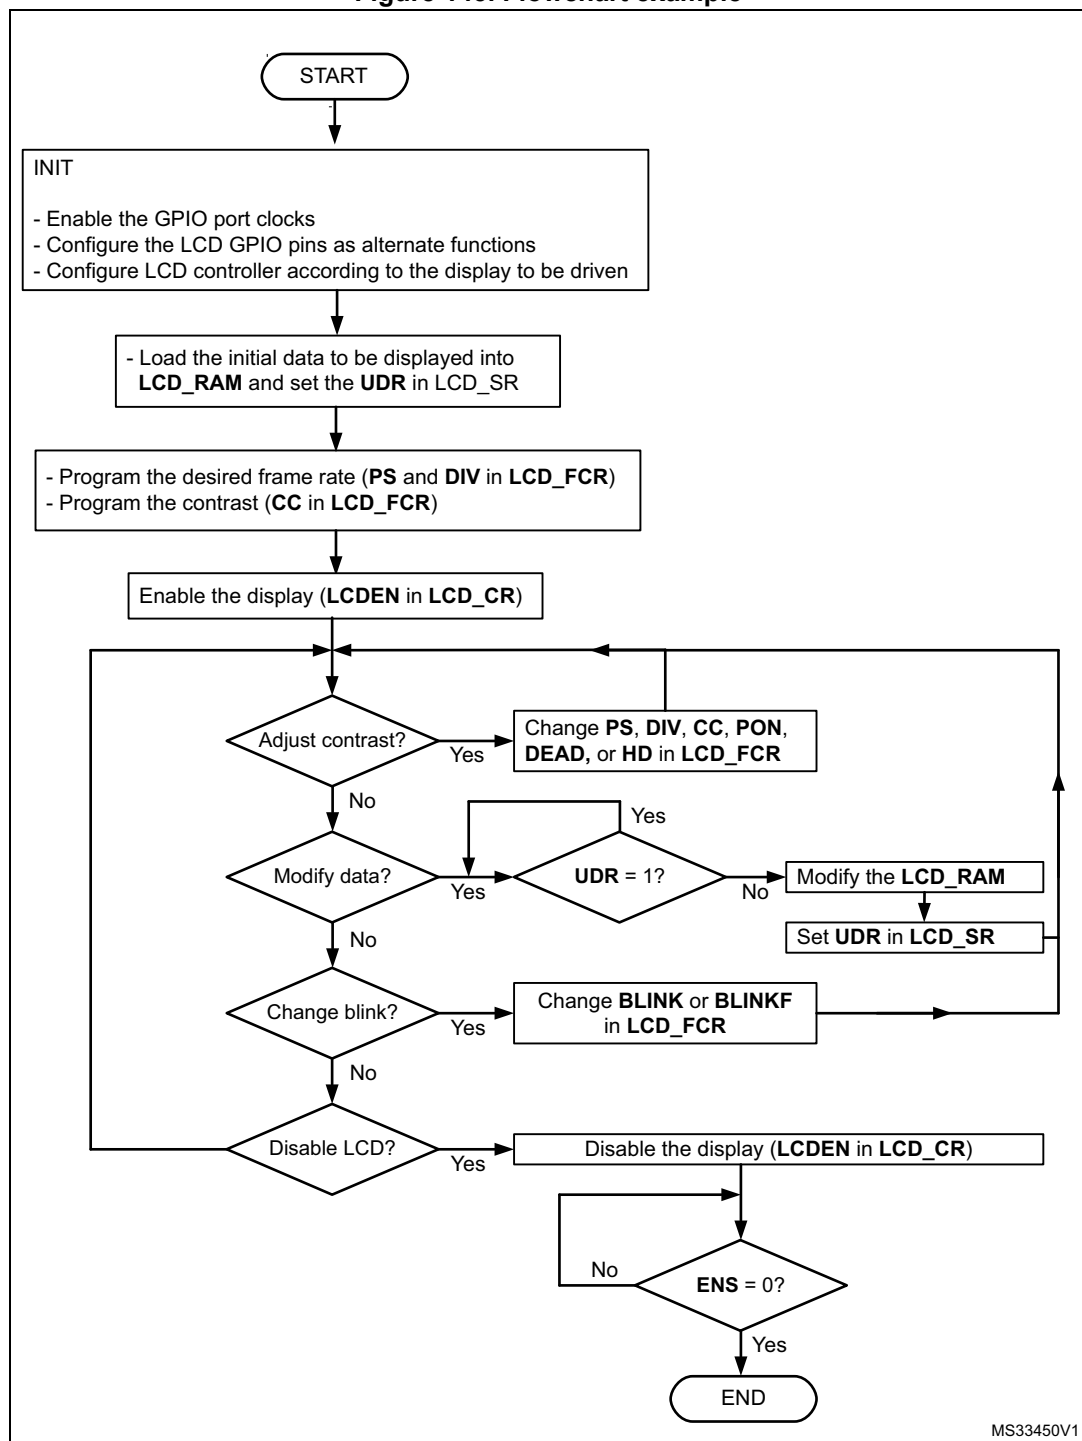 START
INIT
- Enable the GPIO port clocks
- Configure the LCD GPIO pins as alternate functions
- Configure LCD controller according to the display to be driven
- Load the initial data to be displayed into
LCD_RAM and set the UDR in LCD_SR
- Program the desired frame rate (PS and DIV in LCD_FCR)
- Program the contrast (CC in LCD_FCR)
Enable the display (LCDEN in LCD_CR)
Adjust contrast?
Yes
Change PS, DIV, CC, PON,
DEAD, or HD in LCD_FCR
No
Modify data?
Yes
UDR = 1?
Yes
No
Modify the LCD_RAM
Set UDR in LCD_SR
No
Change blink?
Yes
Change BLINK or BLINKF
in LCD_FCR
No
Disable LCD?
Yes
Disable the display (LCDEN in LCD_CR)
No
ENS = 0?
Yes
END
MS33450V1